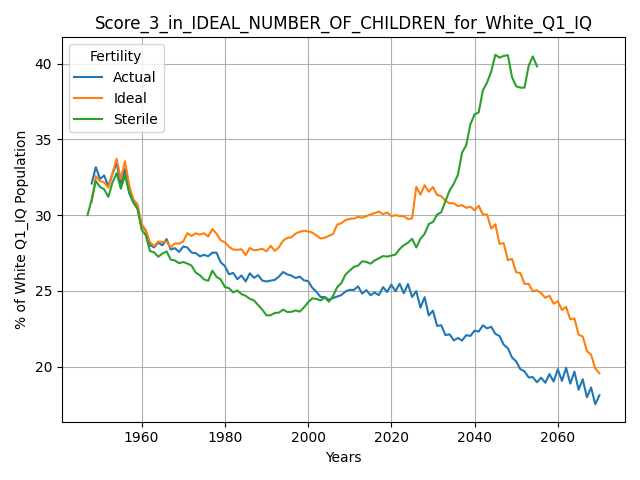 Score_3_in_IDEAL_NUMBER_OF_CHILDREN_for_White_Q1_IQ
Fertility
Actual
Ideal
Sterile
% of White Q1_IQ Population
40
35
30
25
20
1960
1980
2000
2020
2040
2060
Years